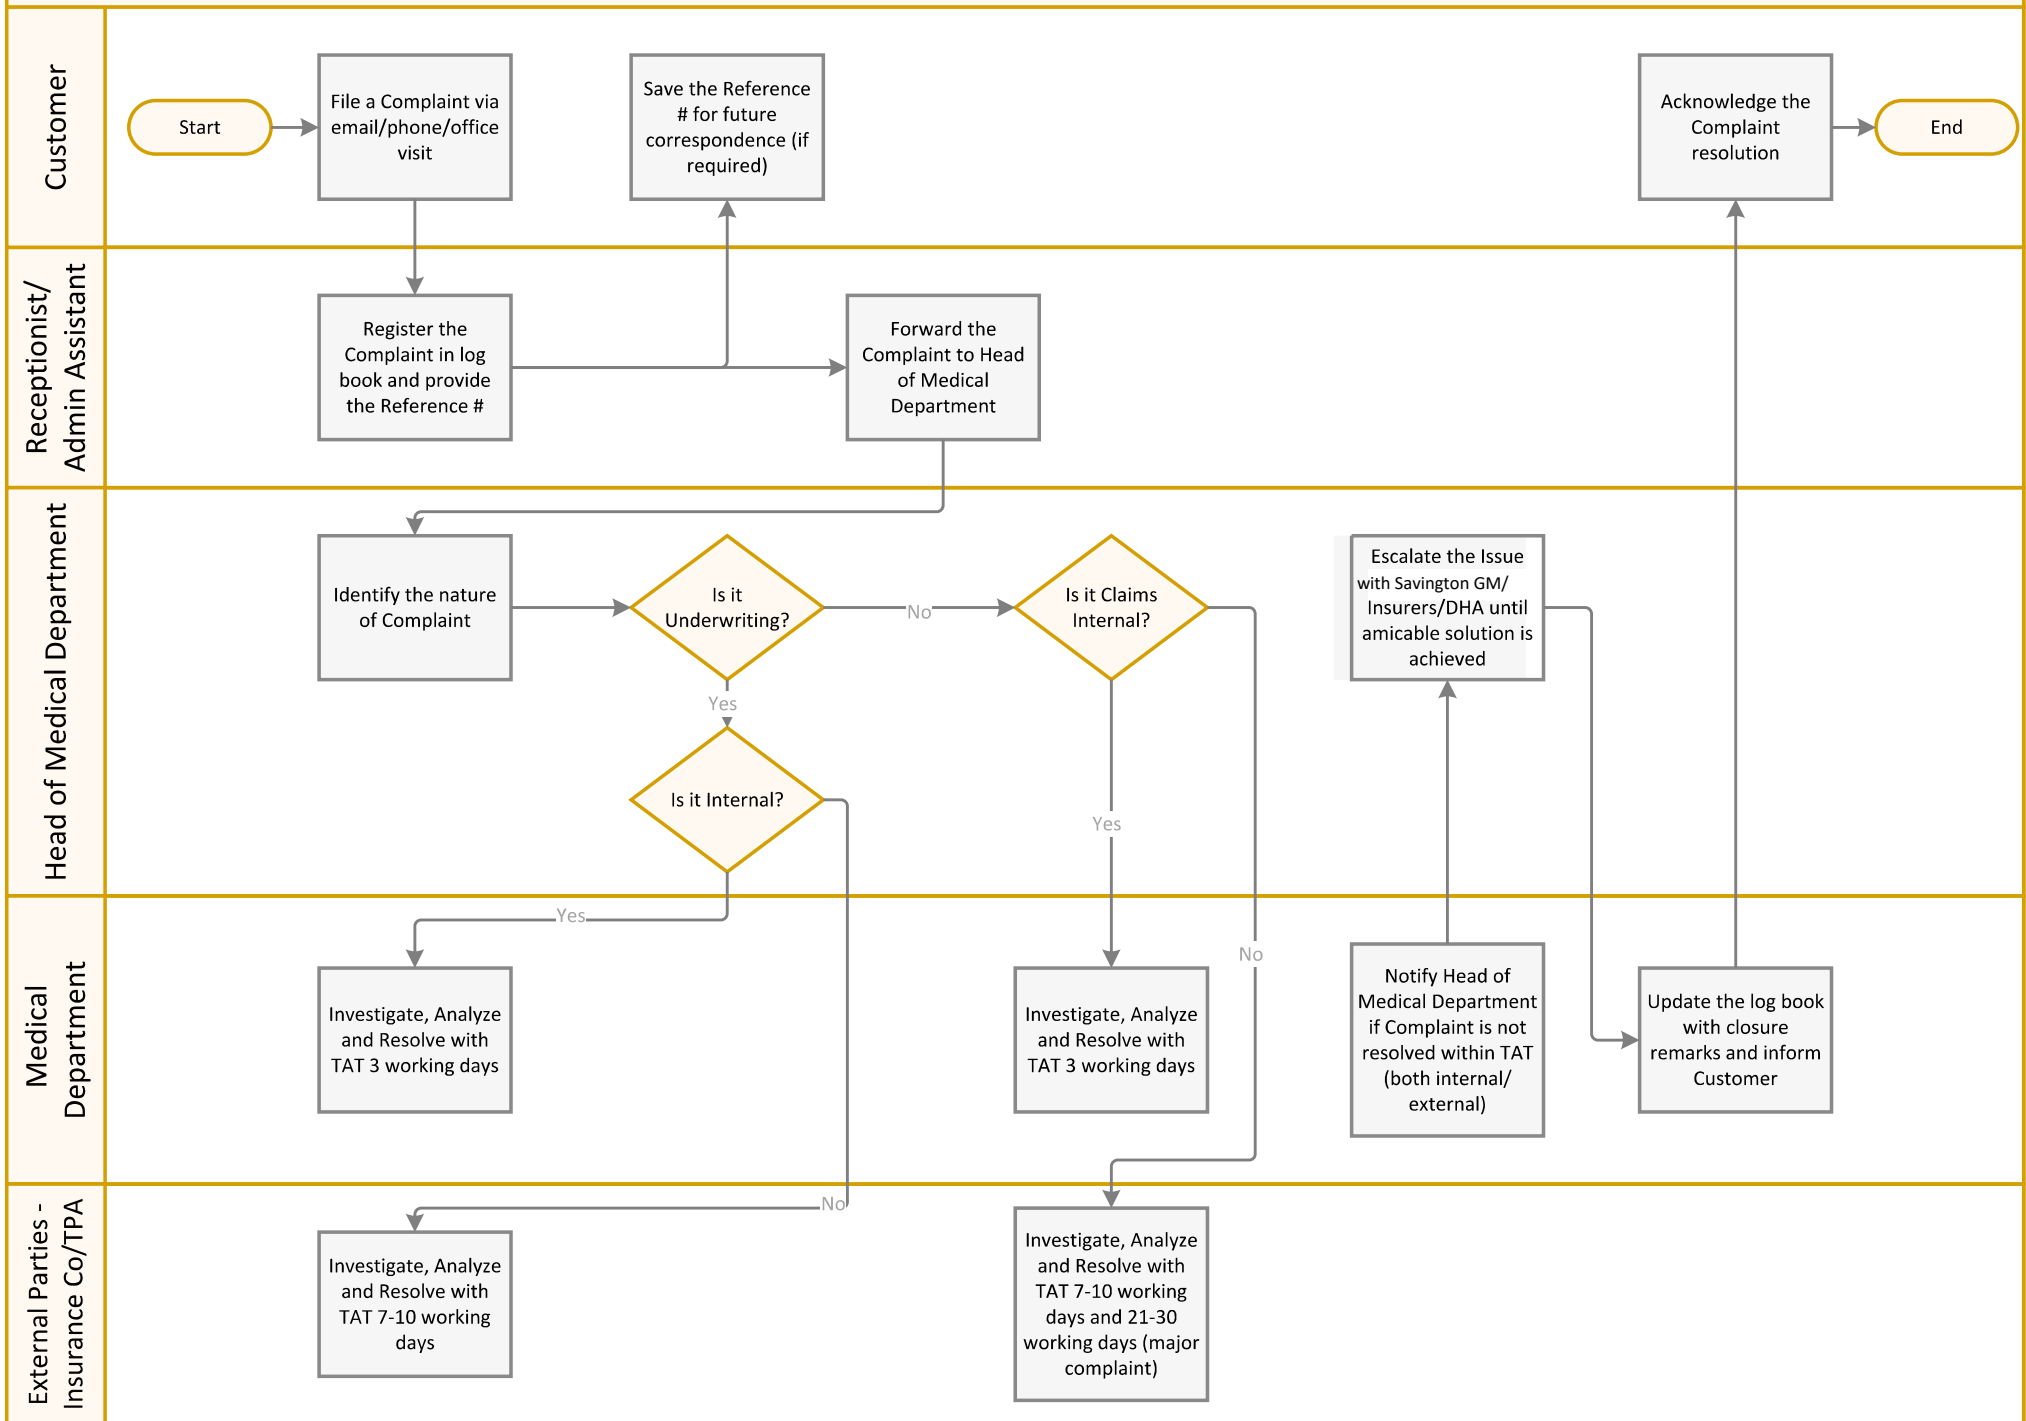 Customer
Start
File a Complaint via
email/phone/office
visit
Save the Reference
# for future
correspondence (if
required)
Acknowledge the
Complaint
resolution
End
Receptionist/
Admin Assistant
Register the
Complaint in log
book and provide
the Reference #
Forward the
Complaint to Head
of Medical
Department
Head of Medical Department
Identify the nature
of Complaint
Is it
Underwriting?
No
Is it Claims
Internal?
Escalate the Issue
with Savington GM/
Insurers/DHA until
amicable solution is
achieved
Yes
Is it Internal?
Yes
Medical
Department
Yes
No
Investigate, Analyze
and Resolve with
TAT 3 working days
Investigate, Analyze
and Resolve with
TAT 3 working days
Notify Head of
Medical Department
if Complaint is not
resolved within TAT
(both internal/
external)
Update the log book
with closure
remarks and inform
Customer
External Parties -
Insurance Co/TPA
No
Investigate, Analyze
and Resolve with
TAT 7-10 working
days
Investigate, Analyze
and Resolve with
TAT 7-10 working
days and 21-30
working days (major
complaint)